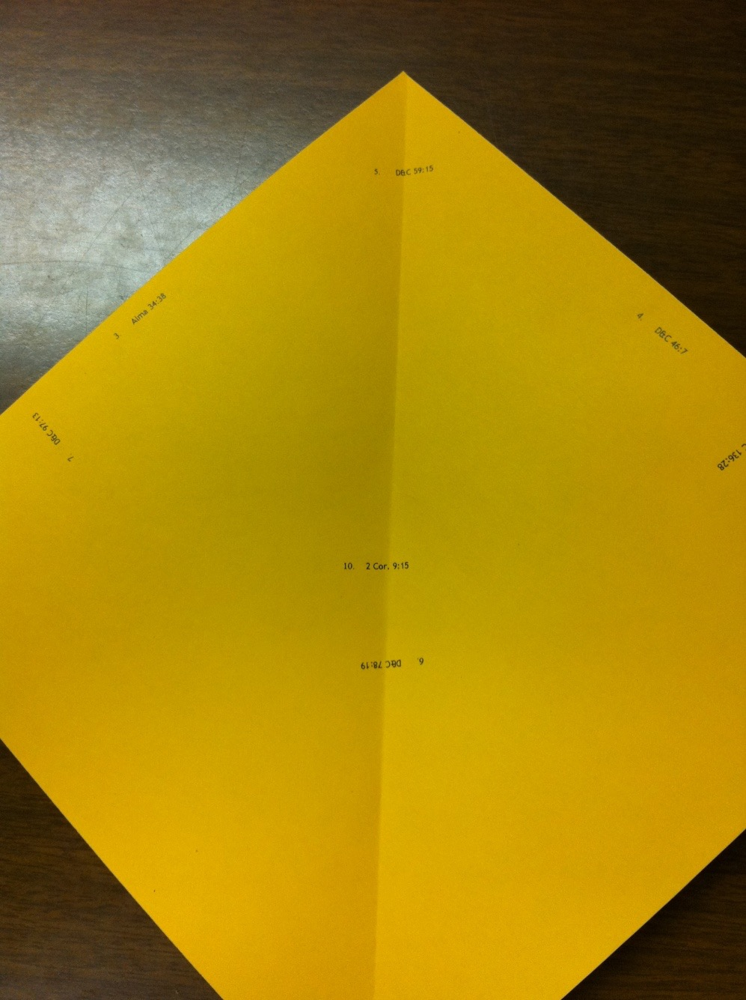 5. D&C 59:15
3. Alma 34:38
4. D&C 46:7
7. D&C 97:13
136:28
10. 2 Cor. 9:15
6. D&C 78:19